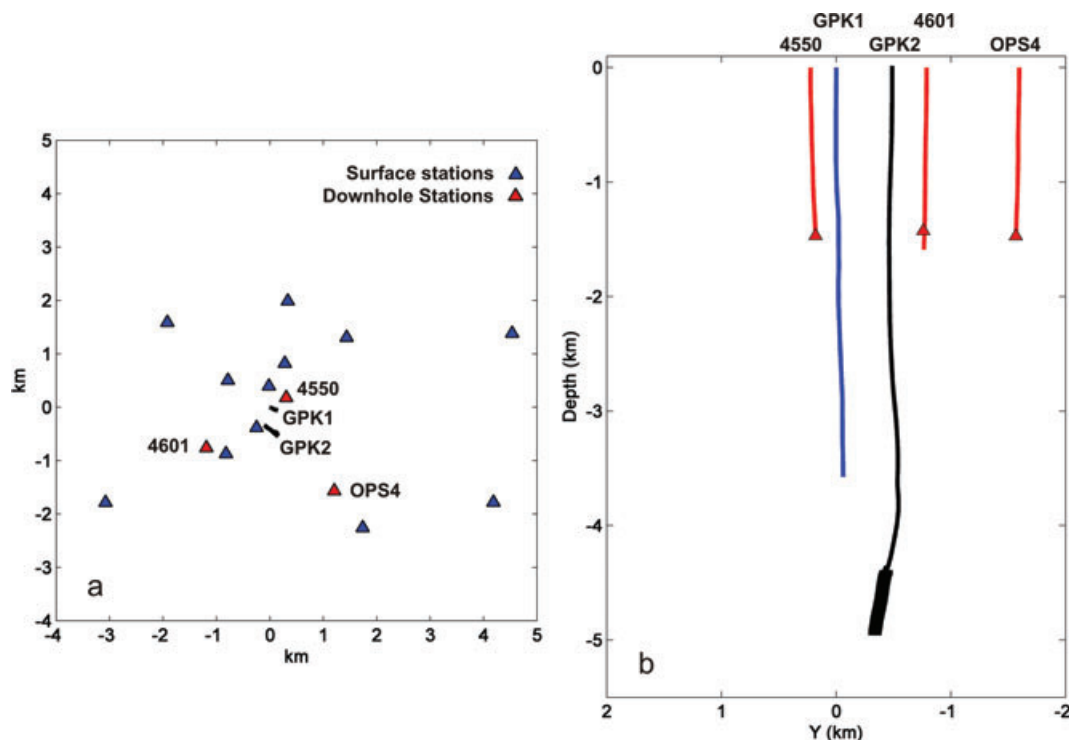 5
4
3
2
1
0
-1
-2
-3
-4
km
-4 -3 -2 -1 0 1 2 3 4 5
km
Surface stations
Downhole Stations
4550
GPK1
4601
GPK2
OPS4
a
GPK1 4601
4550 GPK2 OPS4
0
-1
-2
-3
-4
-5
Depth (km)
2 1 0 -1 -2
Y (km)
b